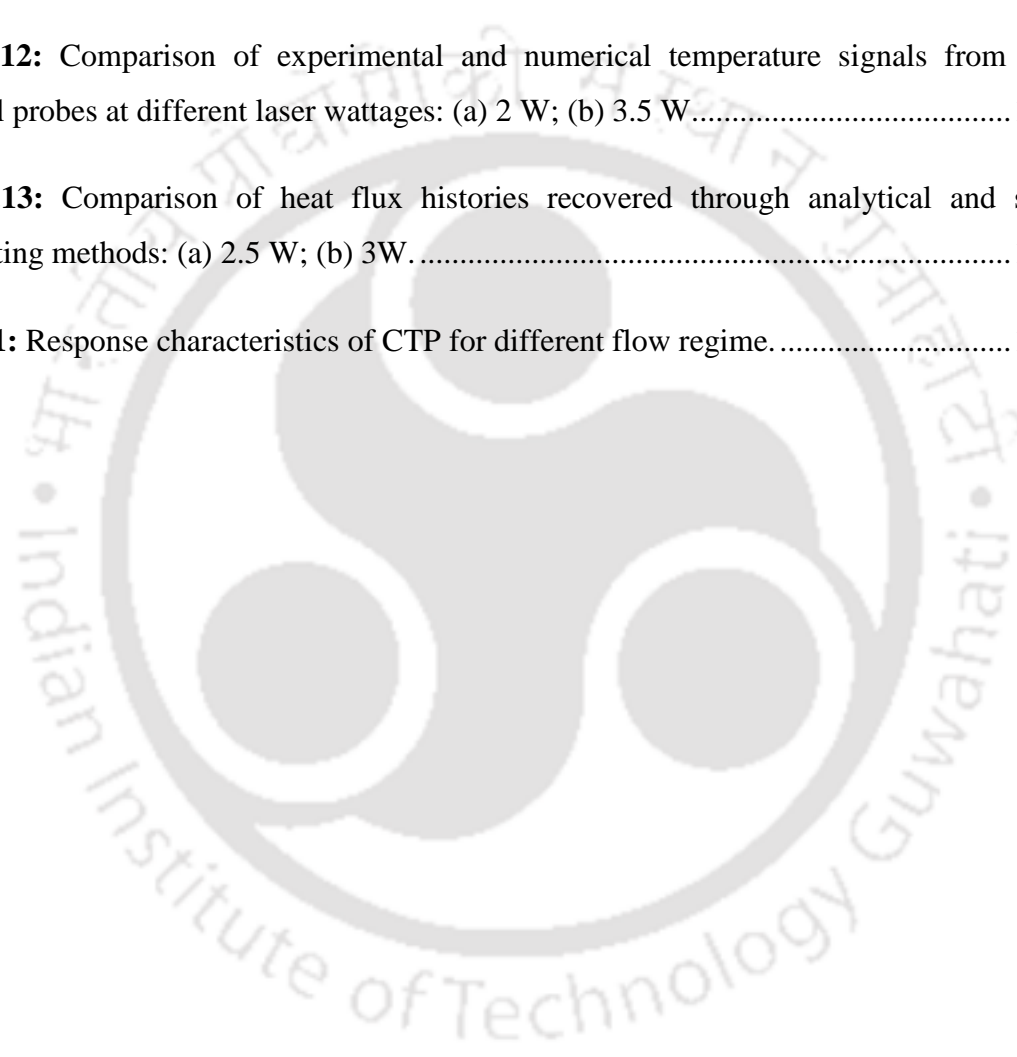 12: Comparison of experimental and numerical temperature signals from
l probes at different laser wattages: (a) 2 W; (b) 3.5 W.......................................
13: Comparison of heat flux histories recovered through analytical and s
ting methods: (a) 2.5 W; (b) 3W. .........................................................................
1: Response characteristics of CTP for different flow regime. .............................
Indian Institute of Technology Guwahati